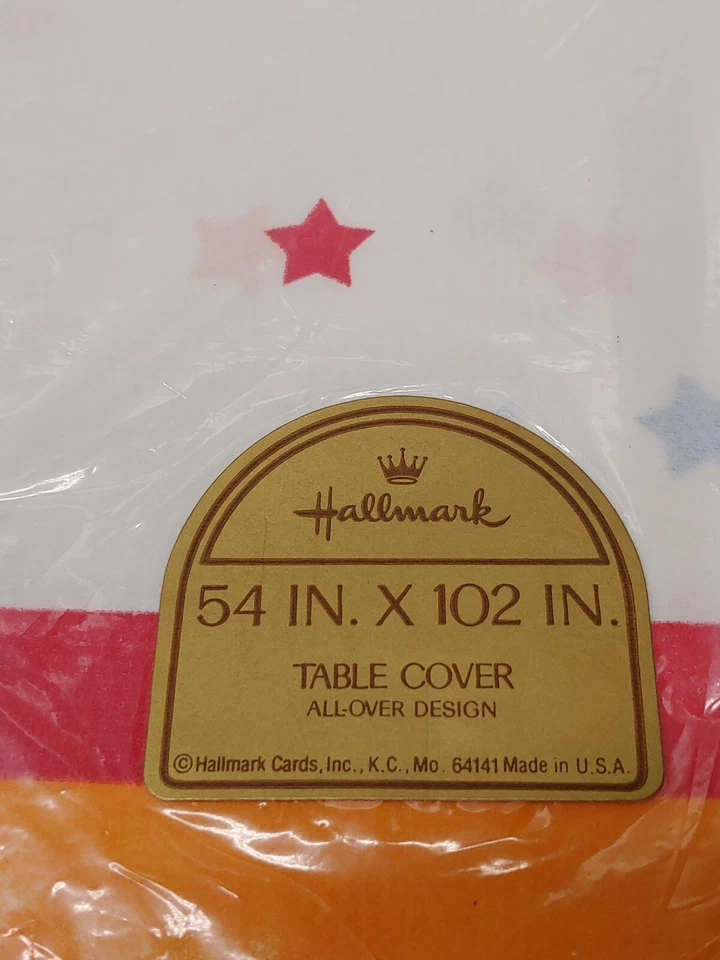 Hallmark
54 IN. X 102 IN.
TABLE COVER
ALL-OVER DESIGN
©Hallmark Cards, Inc., K.C., Mo. 64141 Made in U.S.A.